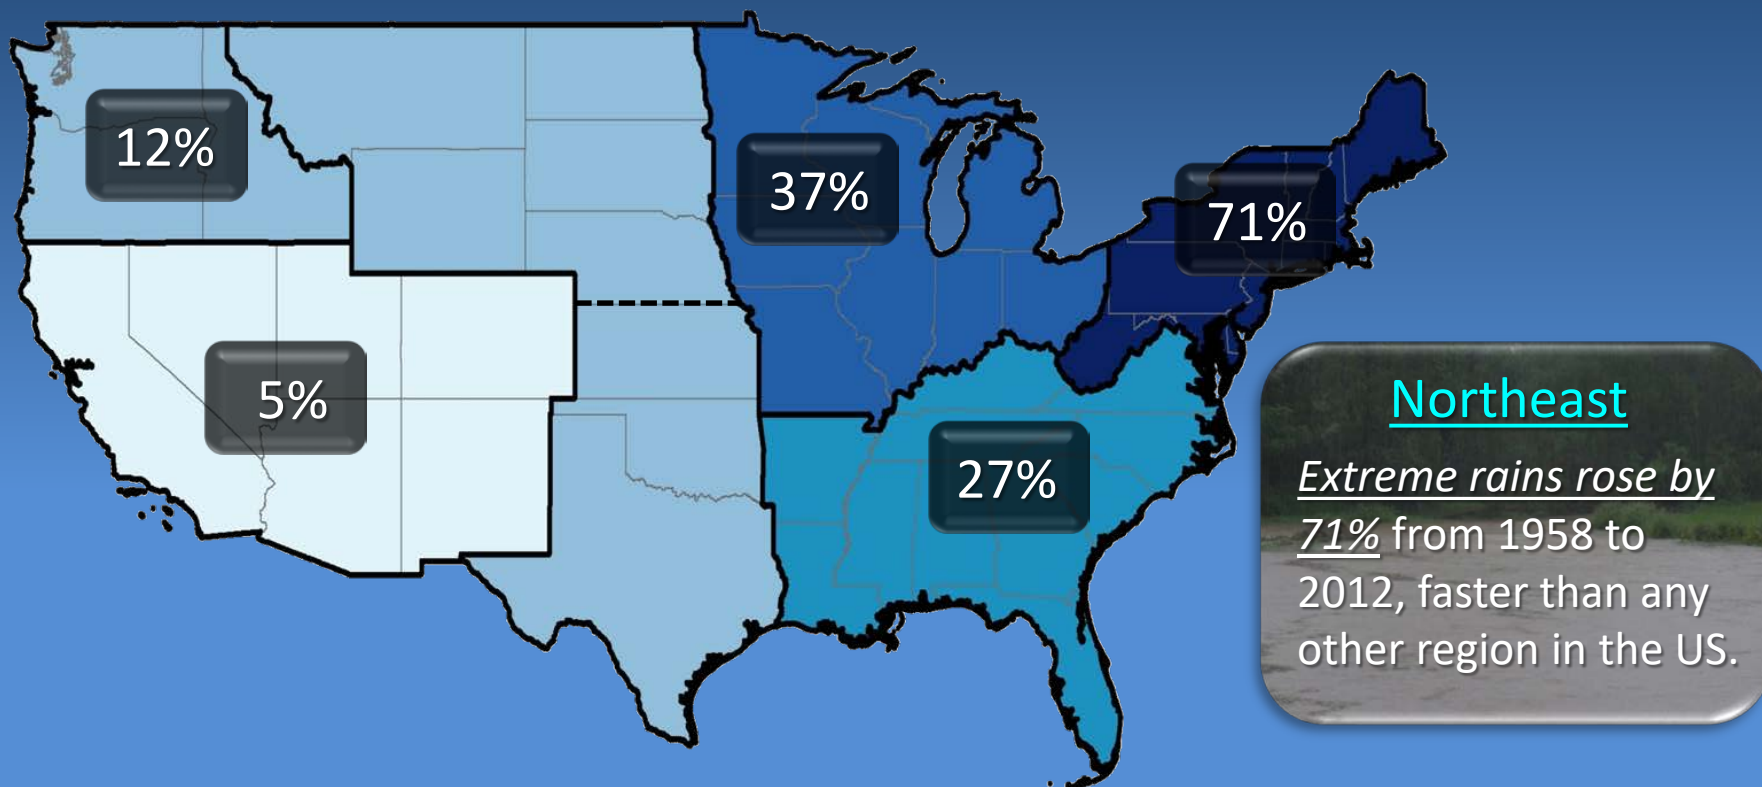 12%
37%
71%
5%
27%
Northeast
Extreme rains rose by
71% from 1958 to
2012, faster than any
other region in the US.